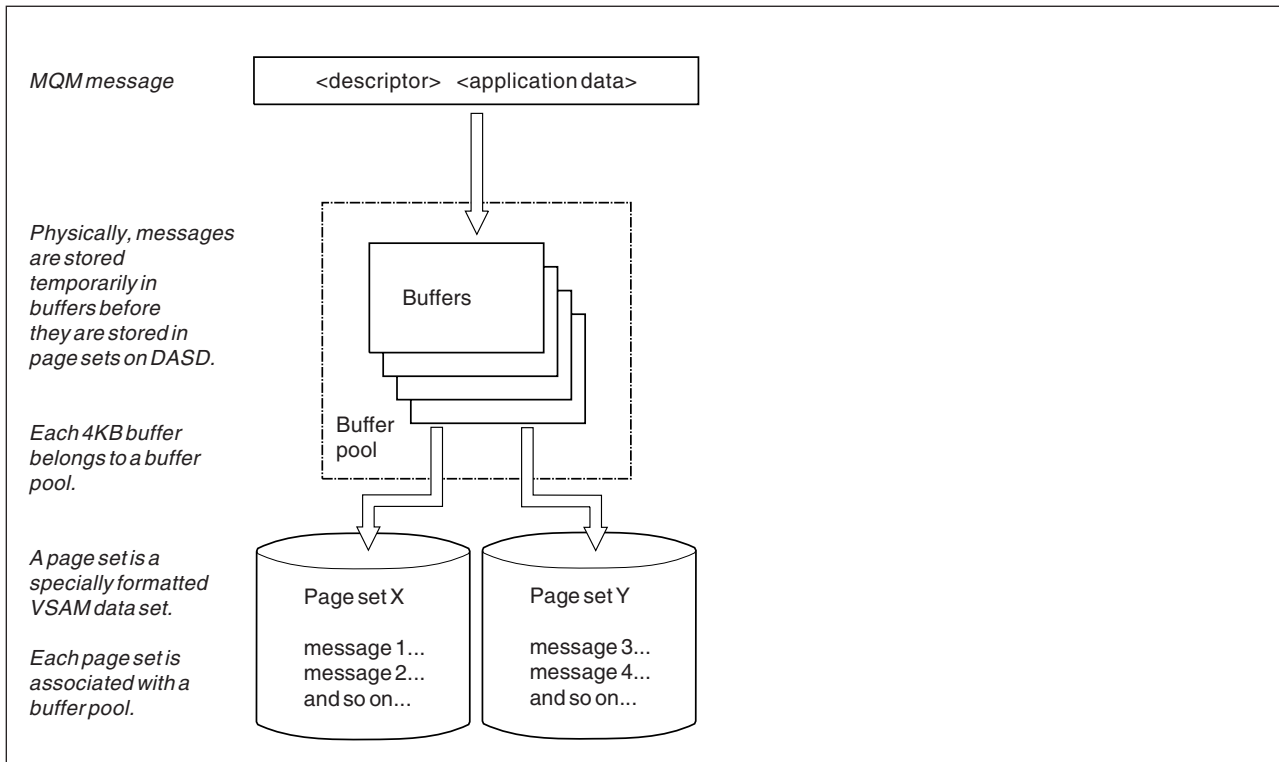 MQM message
<descriptor> <application data>
Physically, messages
are stored
temporarily in
buffers before
they are stored in
page sets on DASD.
Buffers
Buffer
pool
Each 4KB buffer
belongs to a buffer
pool.
A page set is a
specially formatted
VSAM data set.
Each page set is
associated with a
buffer pool.
Page set X
message 1...
message 2...
and so on...
Page set Y
message 3...
message 4...
and so on...